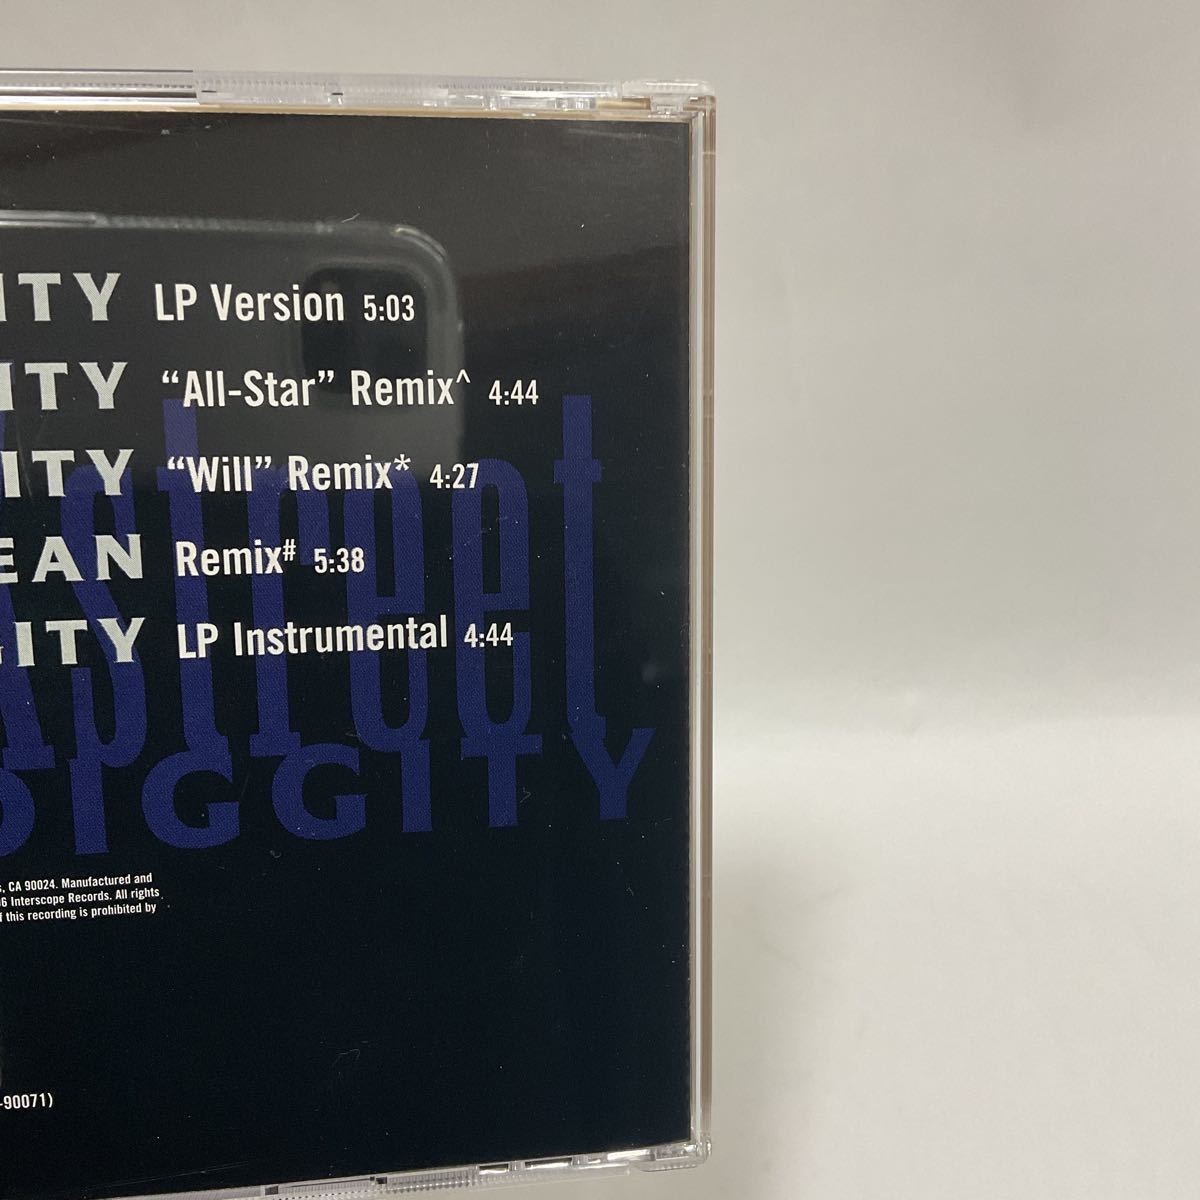 ITY LP Version 5:03
ITY “All-Star” Remix^ 4:44
ITY “Will” Remix* 4:27
EAN Remix# 5:38
GITY LP Instrumental 4:44
street
DIGGITY
, CA 90024. Manufactured and
6 Interscope Records. All rights
f this recording is prohibited by
-90071)